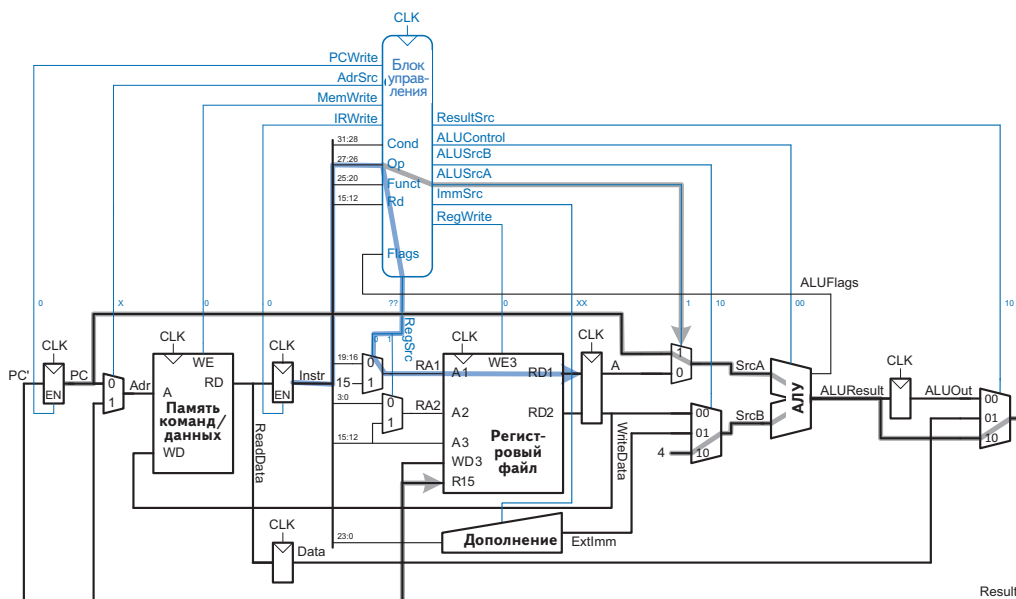 CLK
PCWrite
AdrSrc
MemWrite
IRWrite
Блок
управ-
ления
ResultSrc
ALUControl
ALUSrcB
ALUSrcA
ImmSrc
RegWrite
31:28
Cond
27:26
Op
25:20
Funct
15:12
Rd
Flags
ALUFlags
0
X
0
0
??
0
XX
1
10
00
10
RegSrc
0
1
CLK
CLK
CLK
CLK
CLK
CLK
PC'
PC
EN
0
1
Adr
WE
A
RD
Память
команд/
данных
WD
ReadData
EN
Instr
19:16
15
0
1
RA1
3:0
0
1
RA2
15:12
WE3
A1
RD1
A2
RD2
A3
WD3
R15
Регист-
ровый
файл
A
WriteData
1
0
SrcA
00
01
10
4
SrcB
АЛУ
ALUResult
ALUOut
00
01
10
23:0
Дополнение
ExtImm
CLK
Data
Result